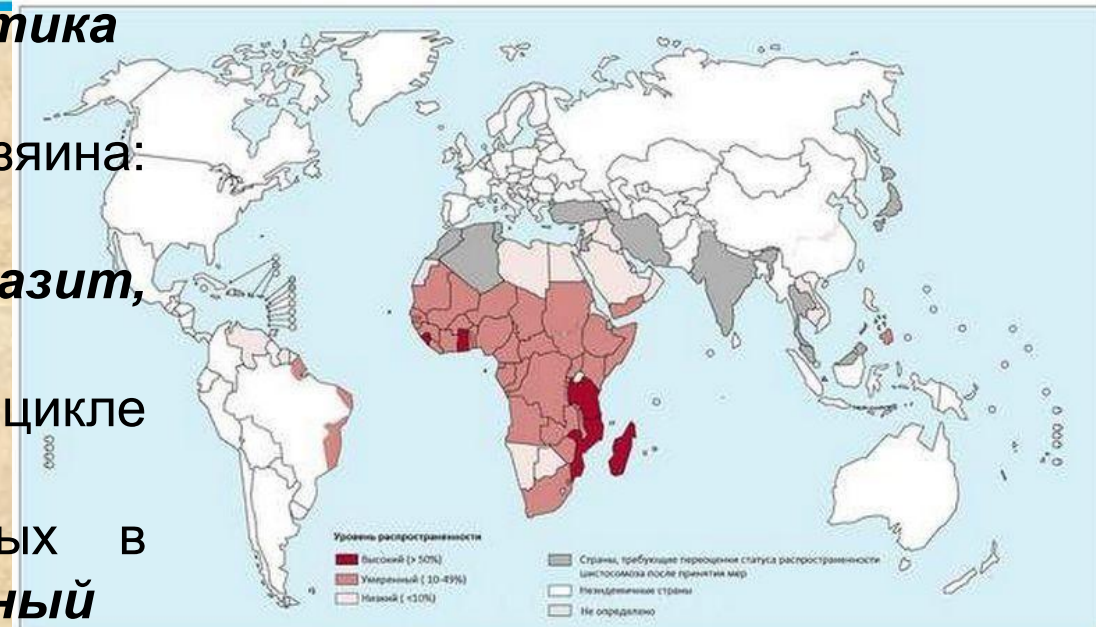 тика
зяина:
азит,
цикле
ых в
ный
Уровень распространенности
Высокий (> 50%)
Умеренный ( 10-49%)
Низкий ( <10%)
Страны, требующие переоценки статуса распространенности
шистосомоза после принятия мер
Неэндемичные страны
Не определено